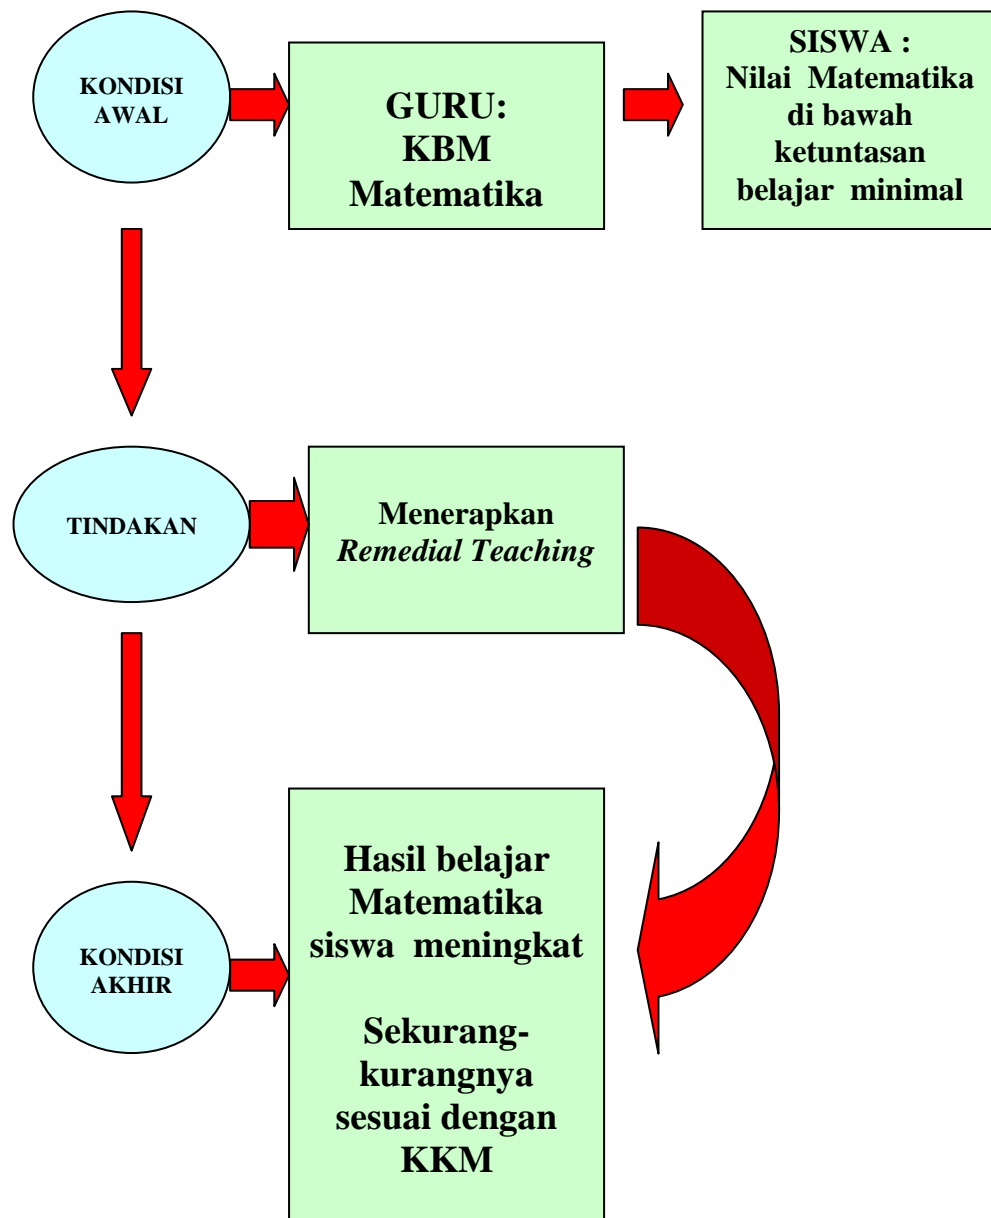 KONDISI
AWAL
GURU:
KBM
Matematika
SISWA :
Nilai Matematika
di bawah
ketuntasan
belajar minimal
TINDAKAN
Menerapkan
Remedial Teaching
KONDISI
AKHIR
Hasil belajar
Matematika
siswa meningkat
Sekurang-
kurangnya
sesuai dengan
KKM